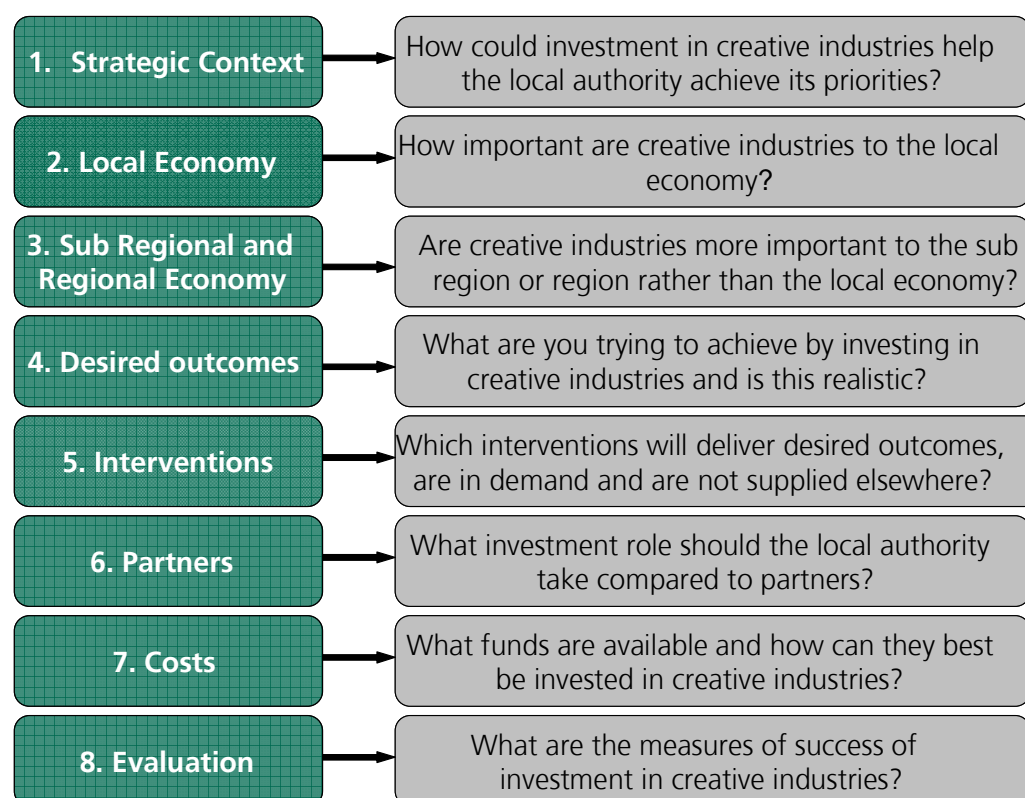 1. Strategic Context
How could investment in creative industries help
the local authority achieve its priorities?
2. Local Economy
How important are creative industries to the local
economy?
3. Sub Regional and
Regional Economy
Are creative industries more important to the sub
region or region rather than the local economy?
4. Desired outcomes
What are you trying to achieve by investing in
creative industries and is this realistic?
5. Interventions
Which interventions will deliver desired outcomes,
are in demand and are not supplied elsewhere?
6. Partners
What investment role should the local authority
take compared to partners?
7. Costs
What funds are available and how can they best
be invested in creative industries?
8. Evaluation
What are the measures of success of
investment in creative industries?